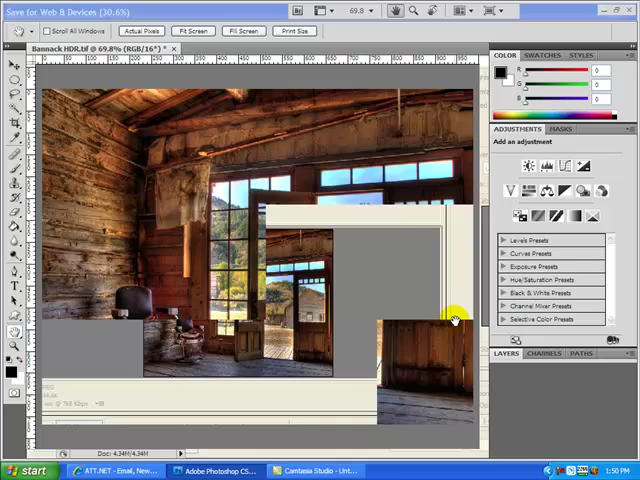 Save for Web & Devices (30.6%)
69.8
Scroll All Windows
Actual Pixels
Fit Screen
Fill Screen
Print Size
Bannack HDR.tif @ 69.8% (RGB/16*) *
COLOR
SWATCHES
STYLES
R
0
G
0
B
0
ADJUSTMENTS
MASKS
Add an adjustment
Levels Presets
Curves Presets
Exposure Presets
Hue/Saturation Presets
Black & White Presets
Channel Mixer Presets
Selective Color Presets
LAYERS
CHANNELS
PATHS
Doc: 4.34M/4.34M
start
ATT.NET - Email, New...
Adobe Photoshop CS...
Camtasia Studio - Unt...
1:50 PM